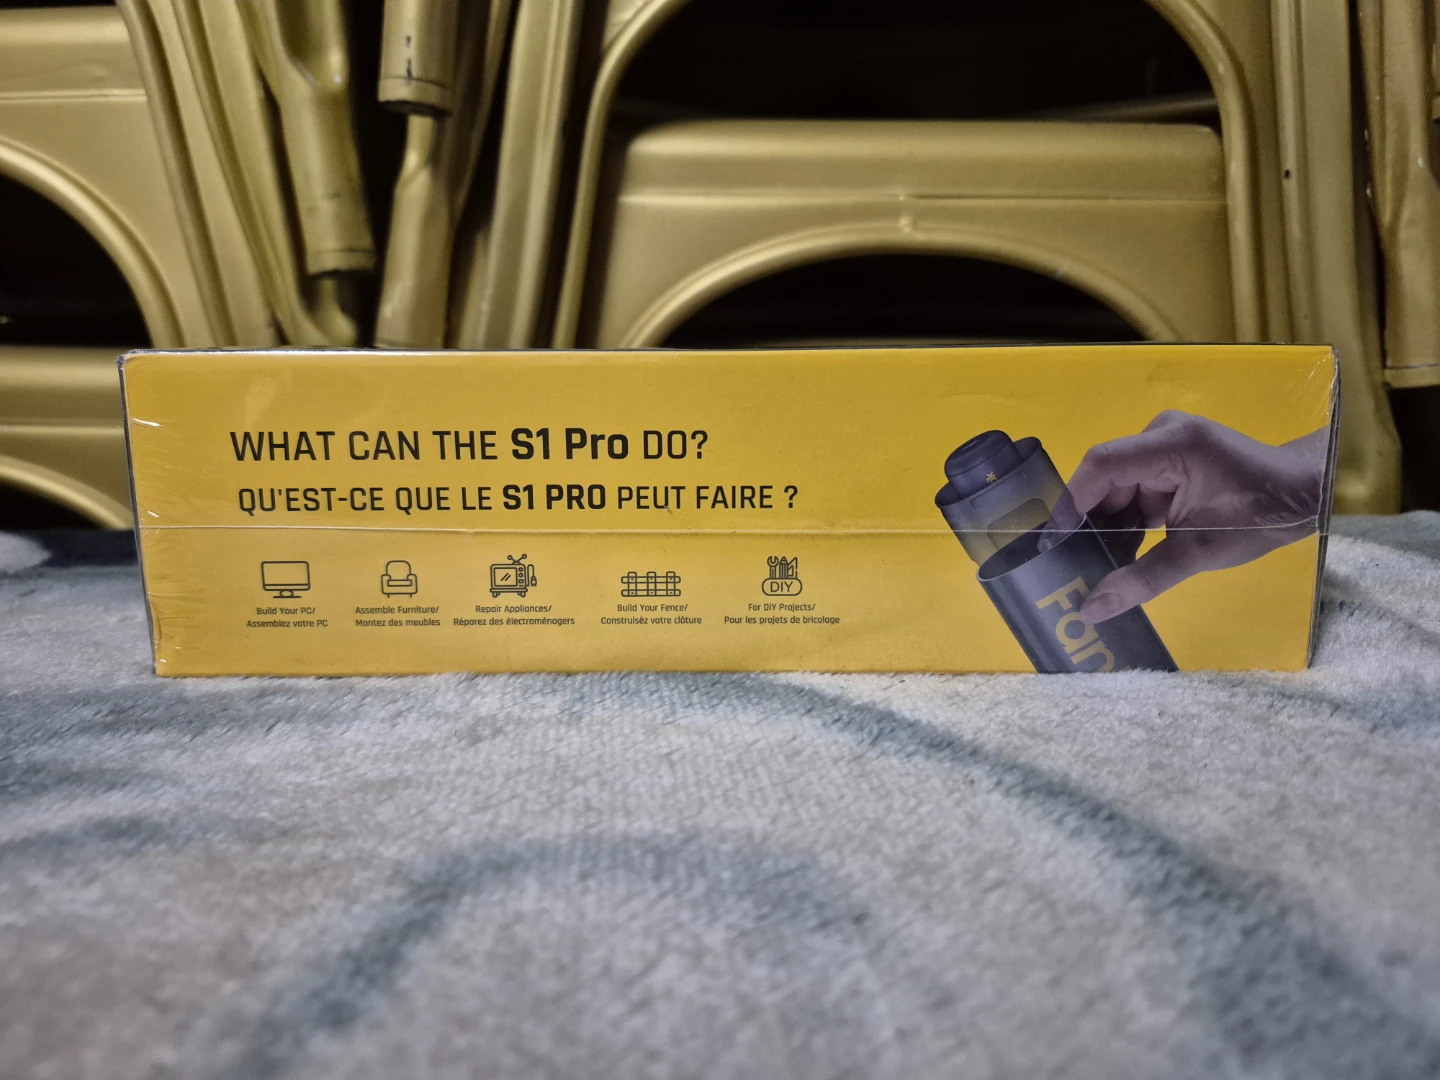 WHAT CAN THE S1 Pro DO?
QU'EST-CE QUE LE S1 PRO PEUT FAIRE ?
Build Your PC/
Assemblez votre PC
Assemble Furniture/
Montez des meubles
Repair Appliances/
Réparez des électroménagers
Build Your Fence/
Construisez votre clôture
DIY
For DIY Projects/
Pour les projets de bricolage
Fan